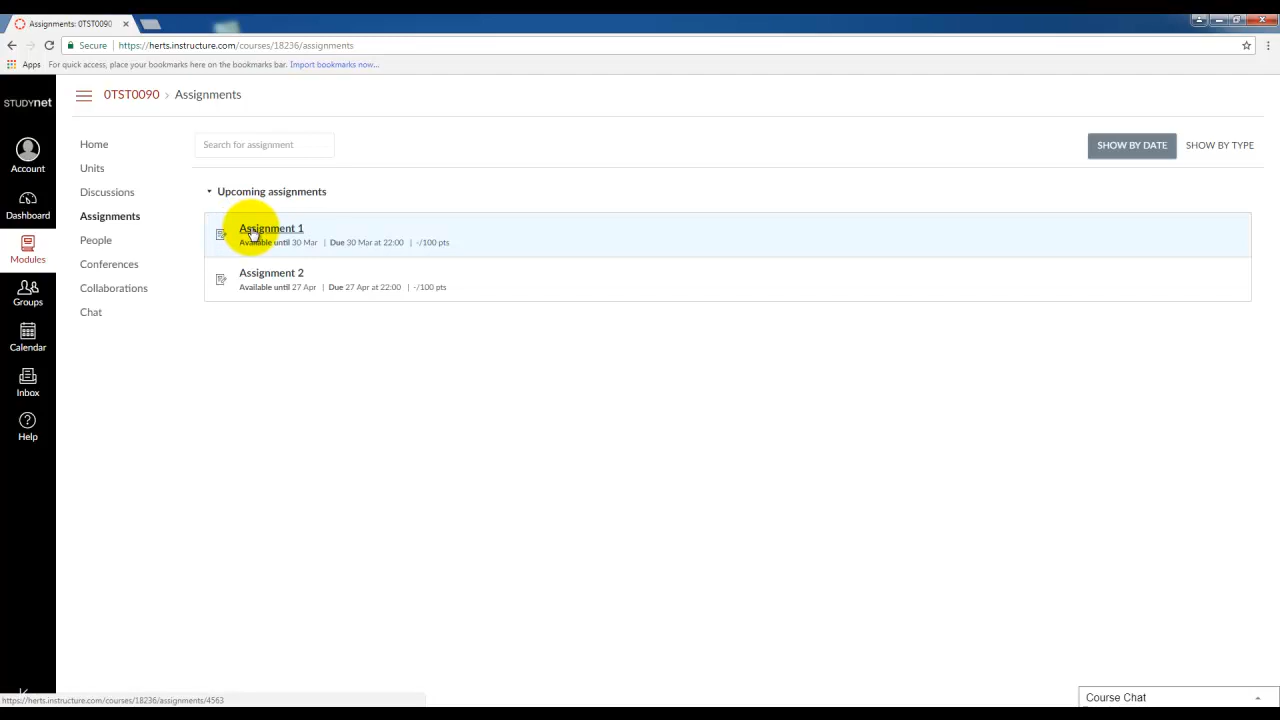 Assignments: 0TST0090
Secure
https://herts.instructure.com/courses/18236/assignments
Apps For quick access, place your bookmarks here on the bookmarks bar. Import bookmarks now...
STUDYnet
0TST0090 > Assignments
Account
Dashboard
Modules
Groups
Calendar
Inbox
Help
Home
Units
Discussions
Assignments
People
Conferences
Collaborations
Chat
Search for assignment
SHOW BY DATE
SHOW BY TYPE
Upcoming assignments
Assignment 1
Available until 30 Mar | Due 30 Mar at 22:00 | -/100 pts
Assignment 2
Available until 27 Apr | Due 27 Apr at 22:00 | -/100 pts
https://herts.instructure.com/courses/18236/assignments/4563
Course Chat